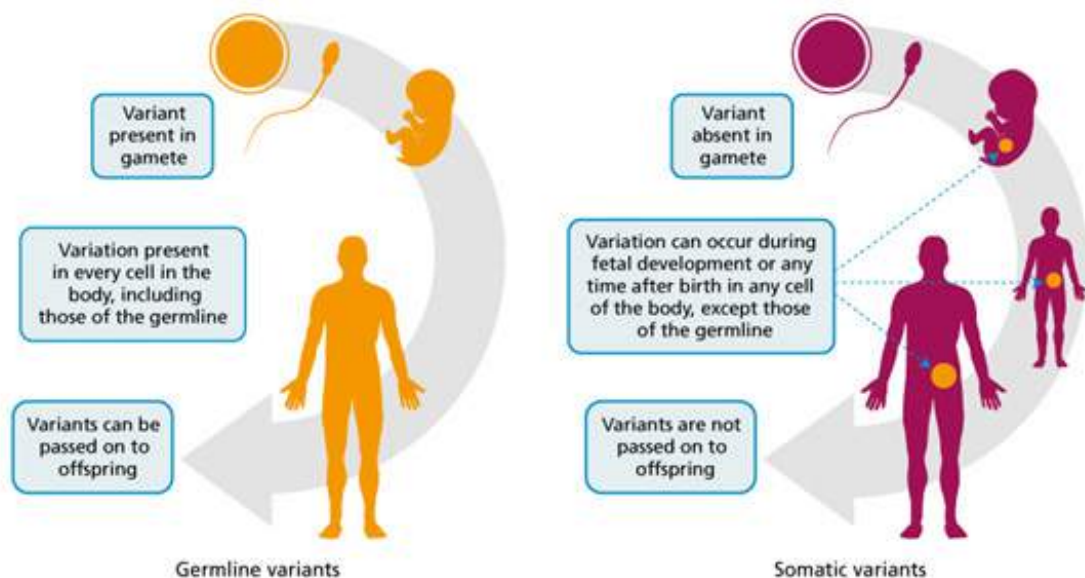 Variant
present in
gamete
Variation present
in every cell in the
body, including
those of the germline
Variants can be
passed on to
offspring
Germline variants
Variant
absent in
gamete
Variation can occur during
fetal development or any
time after birth in any cell
of the body, except those
of the germline
Variants are not
passed on to
offspring
Somatic variants